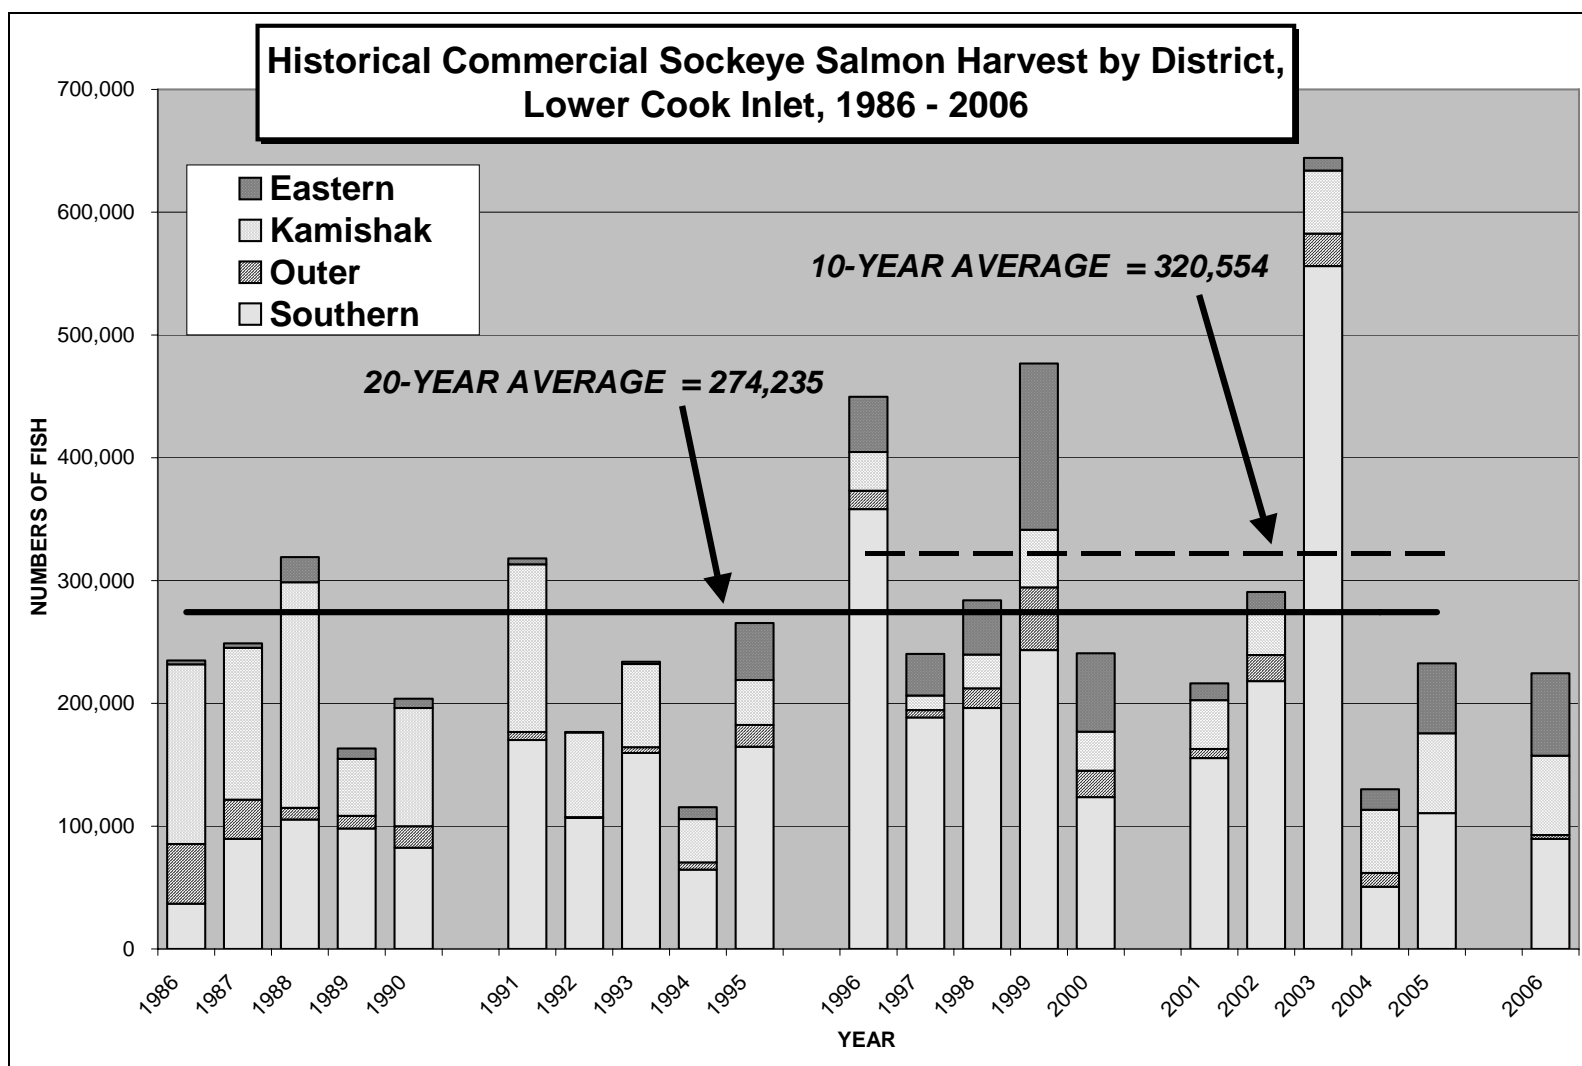 Historical Commercial Sockeye Salmon Harvest by District,
Lower Cook Inlet, 1986 - 2006
700,000
600,000
500,000
400,000
300,000
200,000
100,000
0
NUMBERS OF FISH
Eastern
Kamishak
Outer
Southern
10-YEAR AVERAGE = 320,554
20-YEAR AVERAGE = 274,235
1986
1987
1988
1989
1990
1991
1992
1993
1994
1995
1996
1997
1998
1999
2000
2001
2002
2003
2004
2005
2006
YEAR